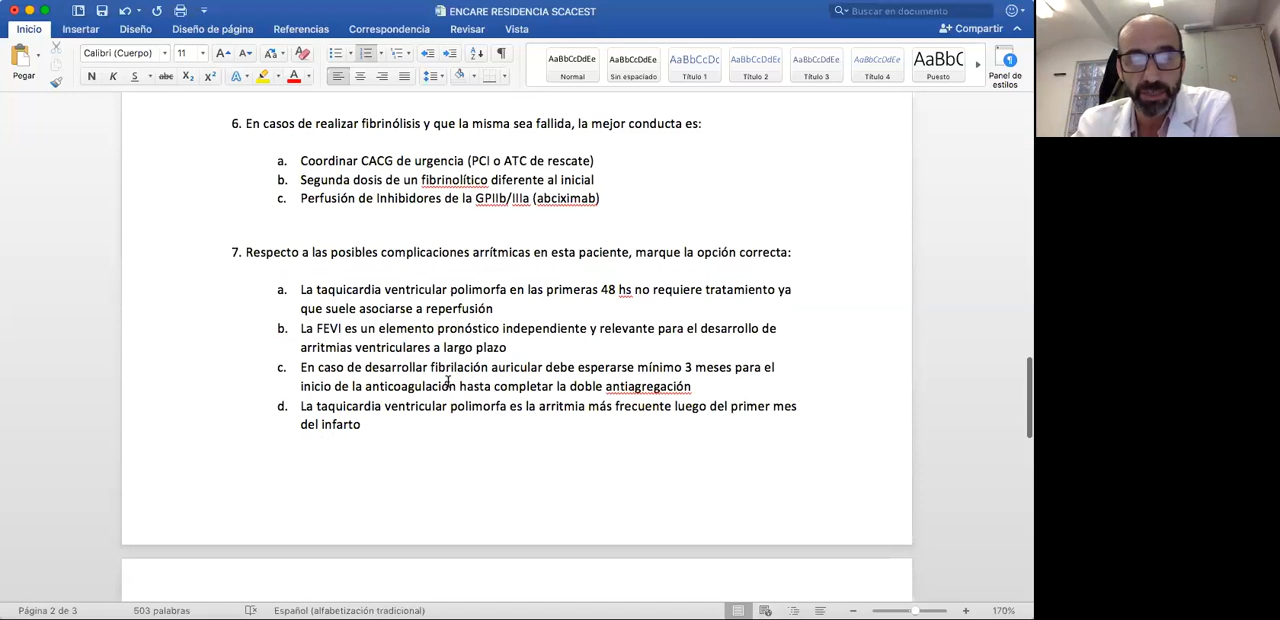 ENCARE RESIDENCIA SCACEST
Buscar en documento
Inicio Insertar Diseño Diseño de página Referencias Correspondencia Revisar Vista Compartir
Pegar
Calibri (Cuerpo) 11
N K S abc X₂ X²
AaBbCcDdEe AaBbCcDdEe AaBbCcDc AaBbCcDdEe AaBbCcDdEe AaBbCcDdEe AaBbC
Normal Sin espaciado Título 1 Título 2 Título 3 Título 4 Puesto
Panel de
estilos
6. En casos de realizar fibrinólisis y que la misma sea fallida, la mejor conducta es:
a. Coordinar CACG de urgencia (PCI o ATC de rescate)
b. Segunda dosis de un fibrinolítico diferente al inicial
c. Perfusión de Inhibidores de la GPIIb/IIIa (abciximab)
7. Respecto a las posibles complicaciones arrítmicas en esta paciente, marque la opción correcta:
a. La taquicardia ventricular polimorfa en las primeras 48 hs no requiere tratamiento ya
que suele asociarse a reperfusión
b. La FEVI es un elemento pronóstico independiente y relevante para el desarrollo de
arritmias ventriculares a largo plazo
c. En caso de desarrollar fibrilación auricular debe esperarse mínimo 3 meses para el
inicio de la anticoagulación hasta completar la doble antiagregación
d. La taquicardia ventricular polimorfa es la arritmia más frecuente luego del primer mes
del infarto
Página 2 de 3 503 palabras Español (alfabetización tradicional) 170%